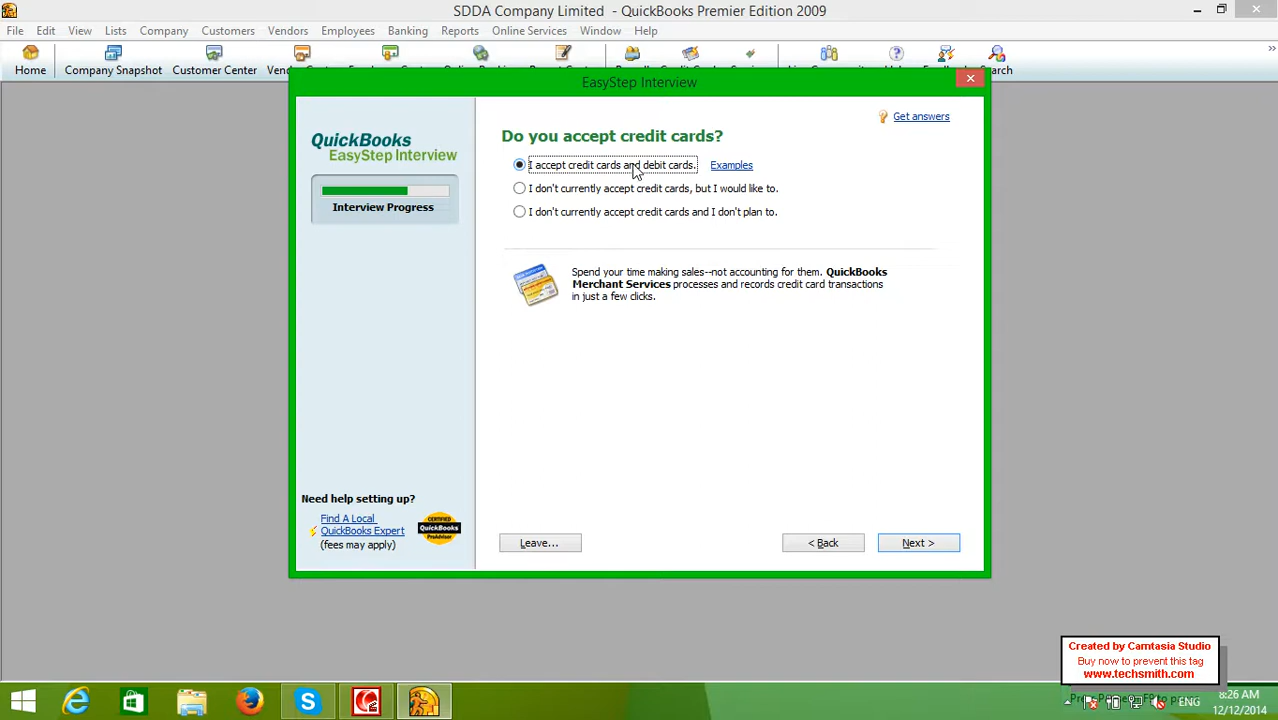 SDDA Company Limited - QuickBooks Premier Edition 2009
File Edit View Lists Company Customers Vendors Employees Banking Reports Online Services Window Help
Home Company Snapshot Customer Center
EasyStep Interview
Get answers
QuickBooks
EasyStep Interview
Interview Progress
Do you accept credit cards?
I accept credit cards and debit cards. Examples
I don't currently accept credit cards, but I would like to.
I don't currently accept credit cards and I don't plan to.
Spend your time making sales--not accounting for them. QuickBooks
Merchant Services processes and records credit card transactions
in just a few clicks.
Need help setting up?
Find A Local
QuickBooks Expert
(fees may apply)
CERTIFIED
QuickBooks
ProAdvisor
Leave...
< Back
Next >
Created by Camtasia Studio
Buy now to prevent this tag
www.techsmith.com
ENG
8:26 AM
12/12/2014